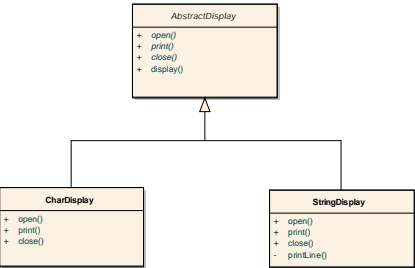 AbstractDisplay
+ open()
+ print()
+ close()
+ display()
CharDisplay
+ open()
+ print()
+ close()
StringDisplay
+ open()
+ print()
+ close()
- printLine()